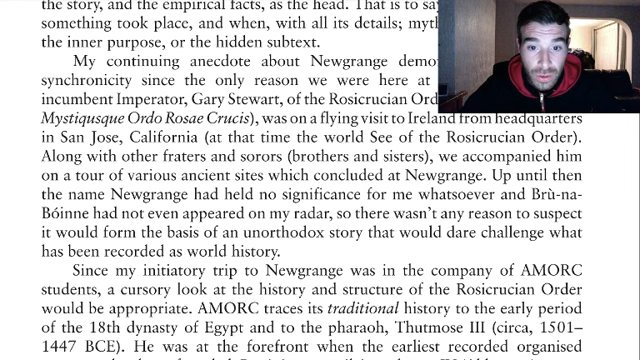 the story, and the empirical facts, as the head. That is to sa
something took place, and when, with all its details; myth
the inner purpose, or the hidden subtext.
My continuing anecdote about Newgrange demo
synchronicity since the only reason we were here at
incumbent Imperator, Gary Stewart, of the Rosicrucian Ord
Mystiqusque Ordo Rosae Crucis), was on a flying visit to Ireland from headquarters
in San Jose, California (at that time the world See of the Rosicrucian Order).
Along with other fraters and sorors (brothers and sisters), we accompanied him
on a tour of various ancient sites which concluded at Newgrange. Up until then
the name Newgrange had held no significance for me whatsoever and Brù-na-
Bóinne had not even appeared on my radar, so there wasn't any reason to suspect
it would form the basis of an unorthodox story that would dare challenge what
has been recorded as world history.
Since my initiatory trip to Newgrange was in the company of AMORC
students, a cursory look at the history and structure of the Rosicrucian Order
would be appropriate. AMORC traces its traditional history to the early period
of the 18th dynasty of Egypt and to the pharaoh, Thutmose III (circa, 1501–
1447 BCE). He was at the forefront when the earliest recorded organised